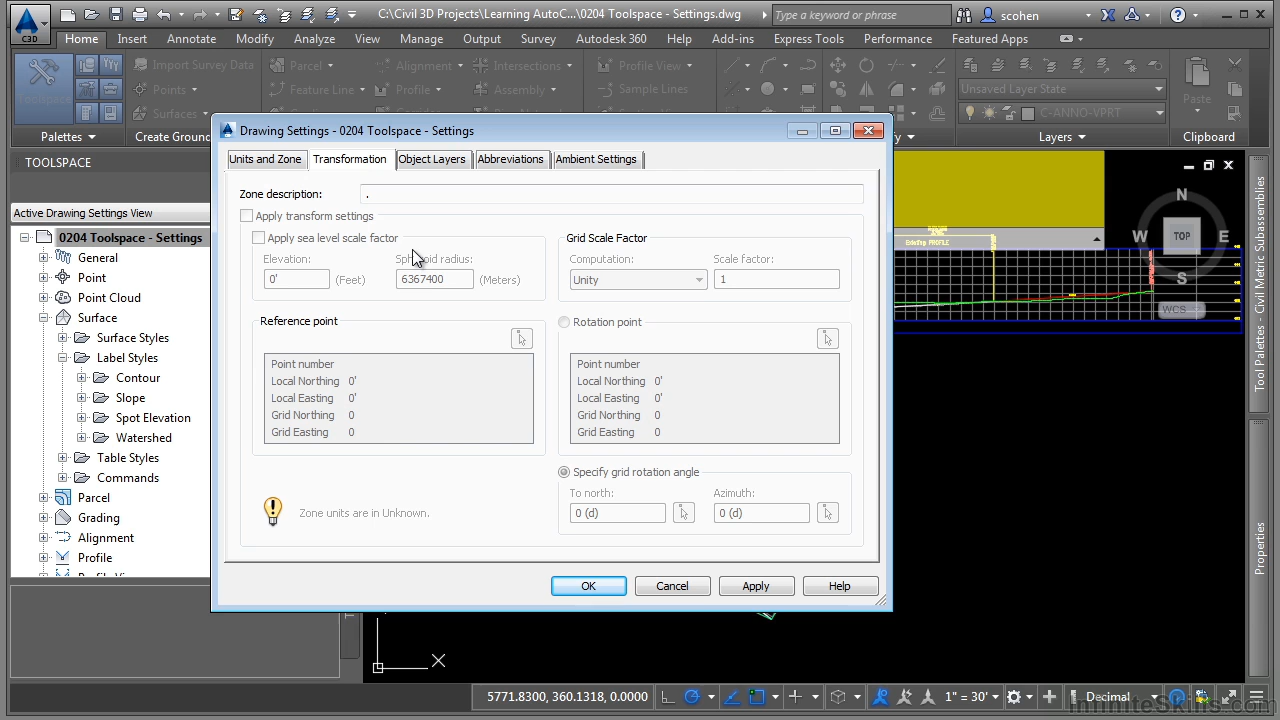 C:\Civil 3D Projects\Learning AutoC...\0204 Toolspace - Settings.dwg
Type a keyword or phrase
scohen
C3D
Home Insert Annotate Modify Analyze View Manage Output Survey Autodesk 360 Help Add-ins Express Tools Performance Featured Apps
Toolspace
Import Survey Data
Points
Surfaces
Parcel
Feature Line
Alignment
Profile
Intersections
Assembly
Profile View
Sample Lines
Unsaved Layer State
C-ANNO-VPRT
Paste
Palettes
Layers
Clipboard
TOOLSPACE
Active Drawing Settings View
0204 Toolspace - Settings
General
Point
Point Cloud
Surface
Surface Styles
Label Styles
Contour
Slope
Spot Elevation
Watershed
Table Styles
Commands
Parcel
Grading
Alignment
Profile
Drawing Settings - 0204 Toolspace - Settings
Units and Zone Transformation Object Layers Abbreviations Ambient Settings
Zone description: .
Apply transform settings
Apply sea level scale factor
Elevation:
0' (Feet)
6367400 (Meters)
Grid Scale Factor
Computation: Scale factor:
Unity 1
Reference point
Point number
Local Northing 0'
Local Easting 0'
Grid Northing 0
Grid Easting 0
Rotation point
Point number
Local Northing 0'
Local Easting 0'
Grid Northing 0
Grid Easting 0
Specify grid rotation angle
To north: Azimuth:
0 (d) 0 (d)
Zone units are in Unknown.
OK Cancel Apply Help
Existing PROFILE
N
W TOP E
S
WCS
Tool Palettes - Civil Metric Subassemblies
Properties
X
5771.8300, 360.1318, 0.0000
1" = 30'
Decimal
InfiniteSkills.com